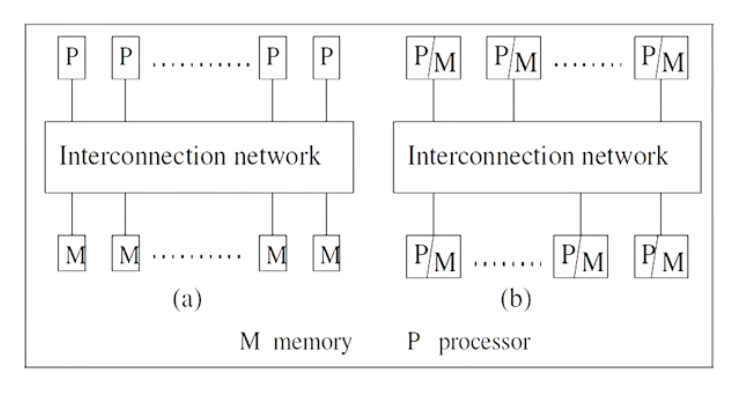 P P ........... P P
P/M P/M ........ P/M
Interconnection network
Interconnection network
M M .......... M M
P/M ........ P/M P/M
(a)
(b)
M memory P processor